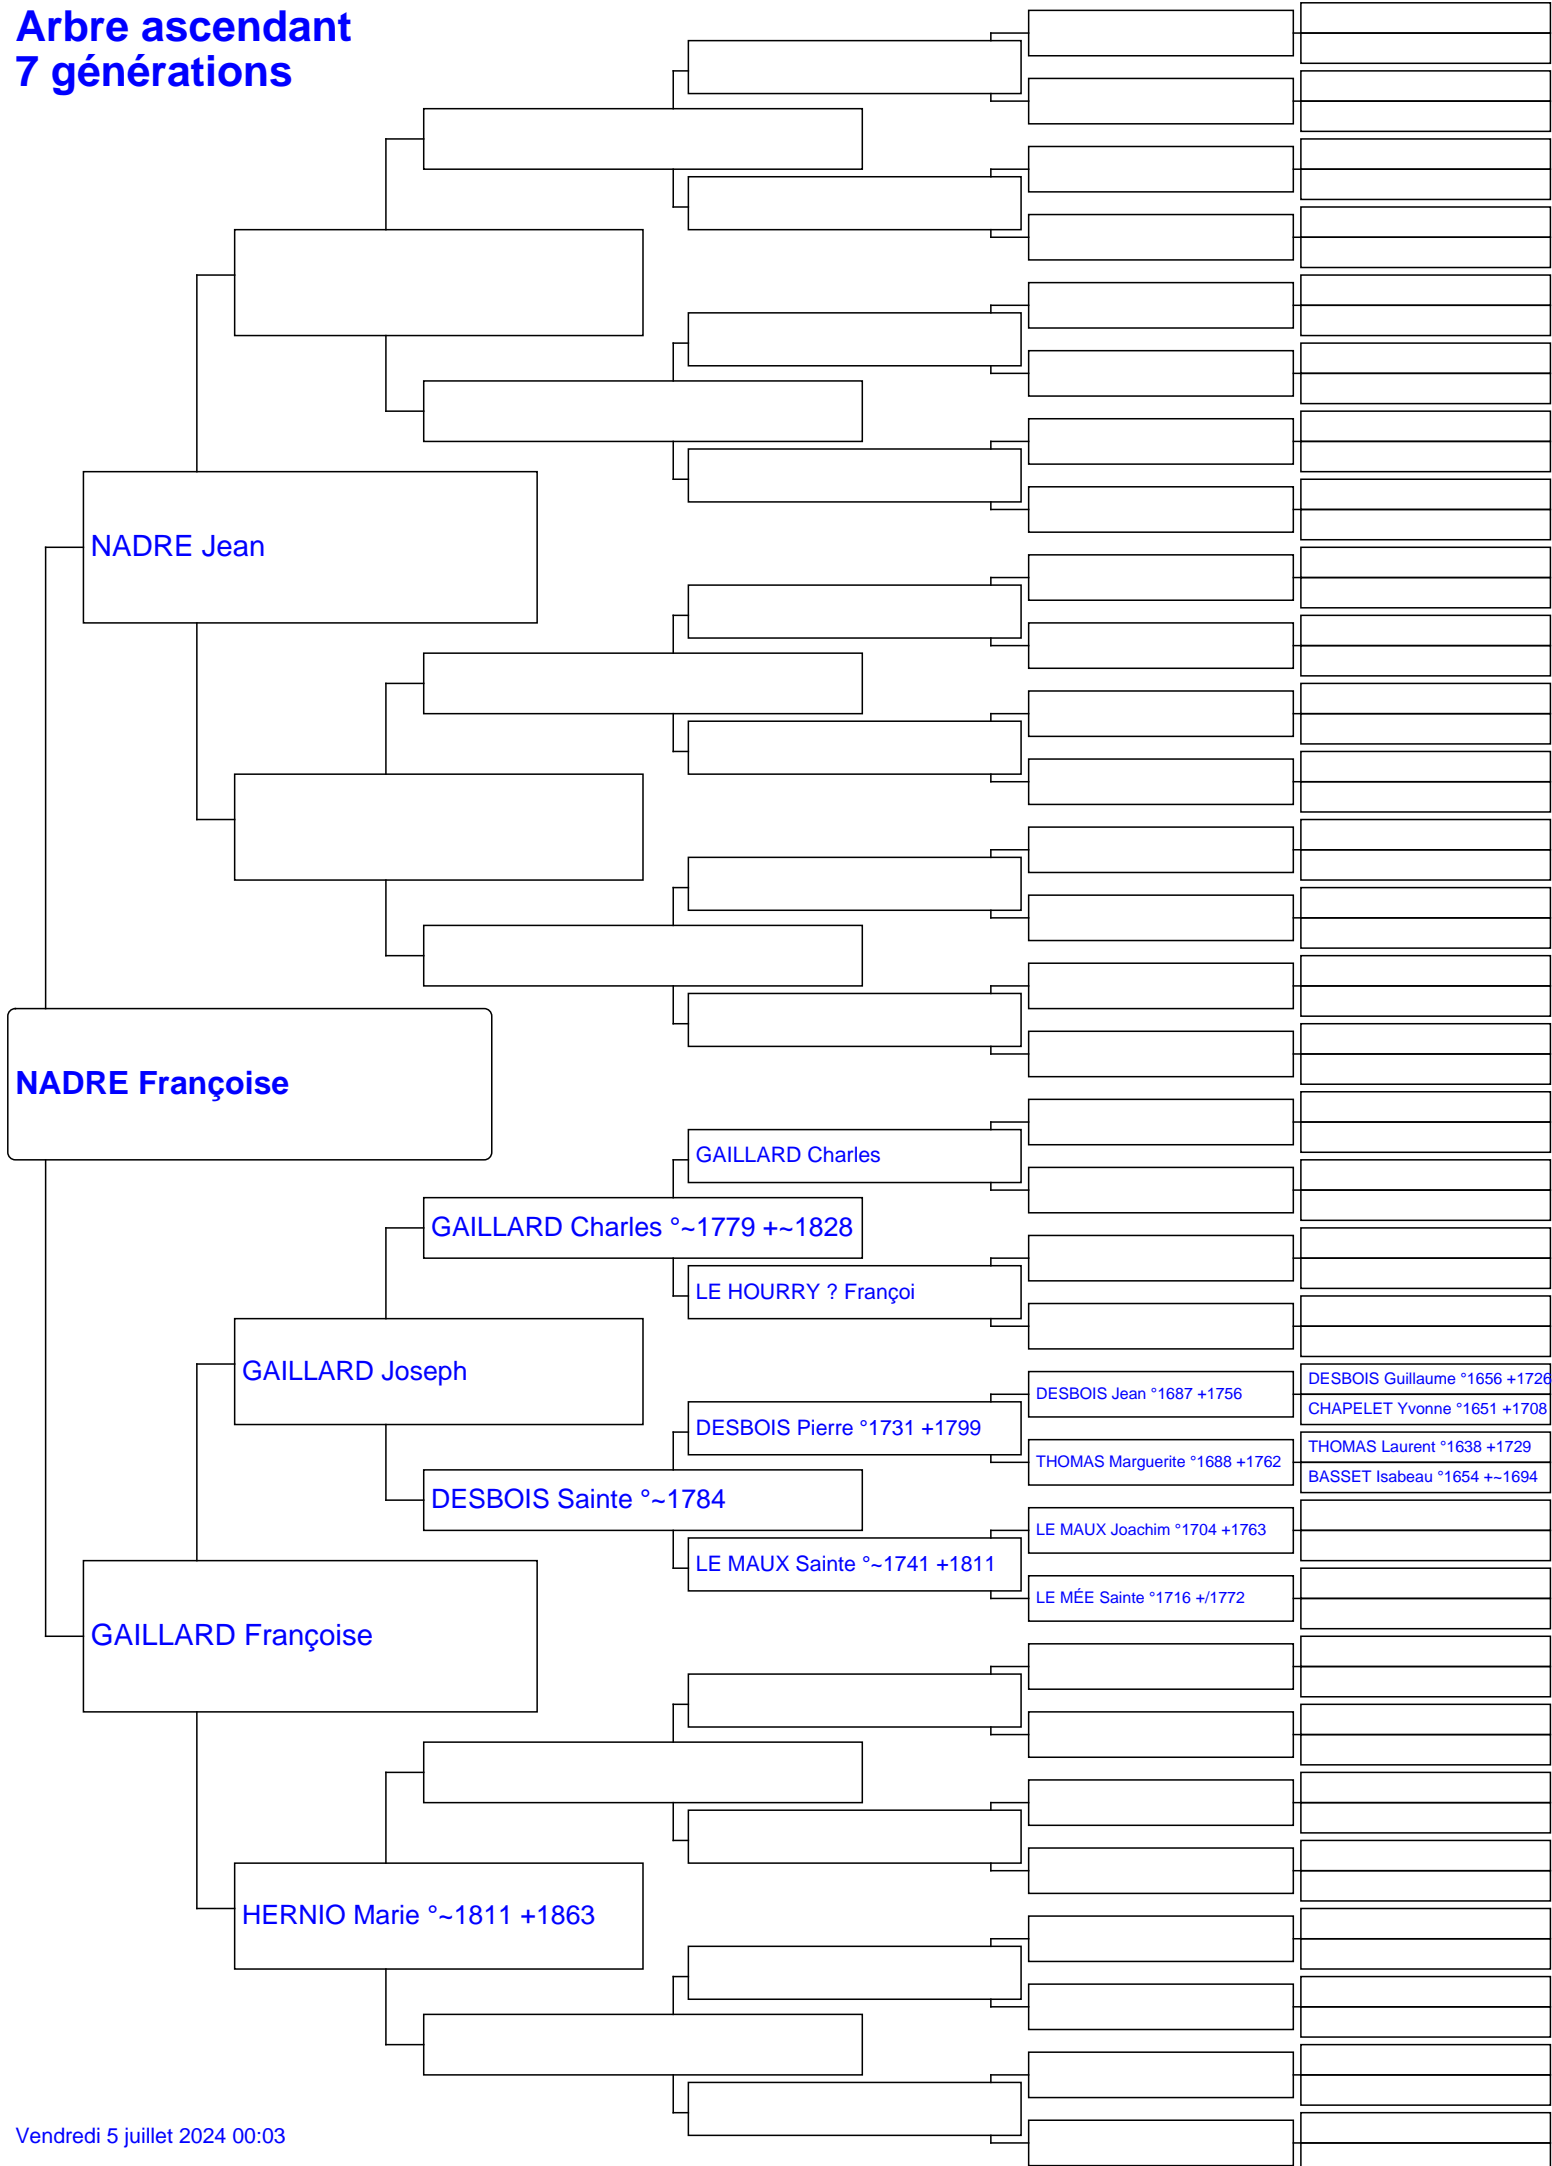 Arbre ascendant
7 générations
NADRE Jean
NADRE Françoise
GAILLARD Charles
GAILLARD Charles °~1779 +~1828
LE HOURRY ? Françoi
GAILLARD Joseph
DESBOIS Guillaume °1656 +1726
DESBOIS Jean °1687 +1756
CHAPELET Yvonne °1651 +1708
DESBOIS Pierre °1731 +1799
THOMAS Laurent °1638 +1729
THOMAS Marguerite °1688 +1762
BASSET Isabeau °1654 +~1694
DESBOIS Sainte °~1784
LE MAUX Joachim °1704 +1763
LE MAUX Sainte °~1741 +1811
LE MÉE Sainte °1716 +/1772
GAILLARD Françoise
HERNIO Marie °~1811 +1863
Vendredi 5 juillet 2024 00:03